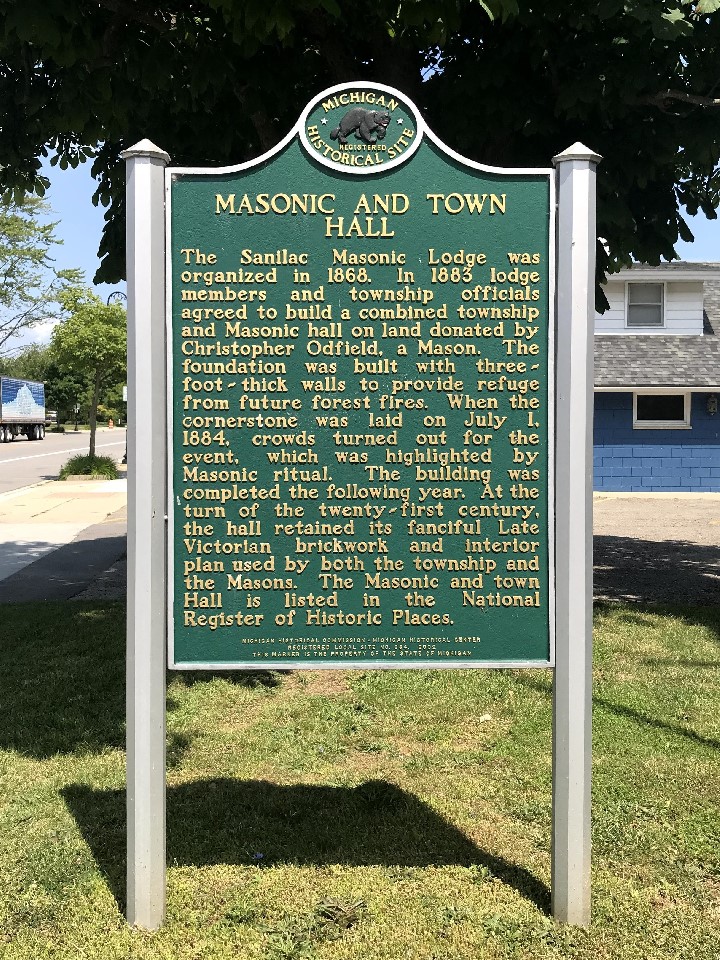 MICHIGAN
REGISTERED
HISTORICAL SITE
MASONIC AND TOWN
HALL
The Sanilac Masonic Lodge was
organized in 1868. In 1883 lodge
members and township officials
agreed to build a combined township
and Masonic hall on land donated by
Christopher Odfield, a Mason. The
foundation was built with three-
foot-thick walls to provide refuge
from future forest fires. When the
cornerstone was laid on July 1,
1884, crowds turned out for the
event, which was highlighted by
Masonic ritual. The building was
completed the following year. At the
turn of the twenty-first century,
the hall retained its fanciful Late
Victorian brickwork and interior
plan used by both the township and
the Masons. The Masonic and town
Hall is listed in the National
Register of Historic Places.
MICHIGAN HISTORICAL COMMISSION - MICHIGAN HISTORICAL CENTER
REGISTERED LOCAL SITE NO. 2002
THIS MARKER IS THE PROPERTY OF THE STATE OF MICHIGAN